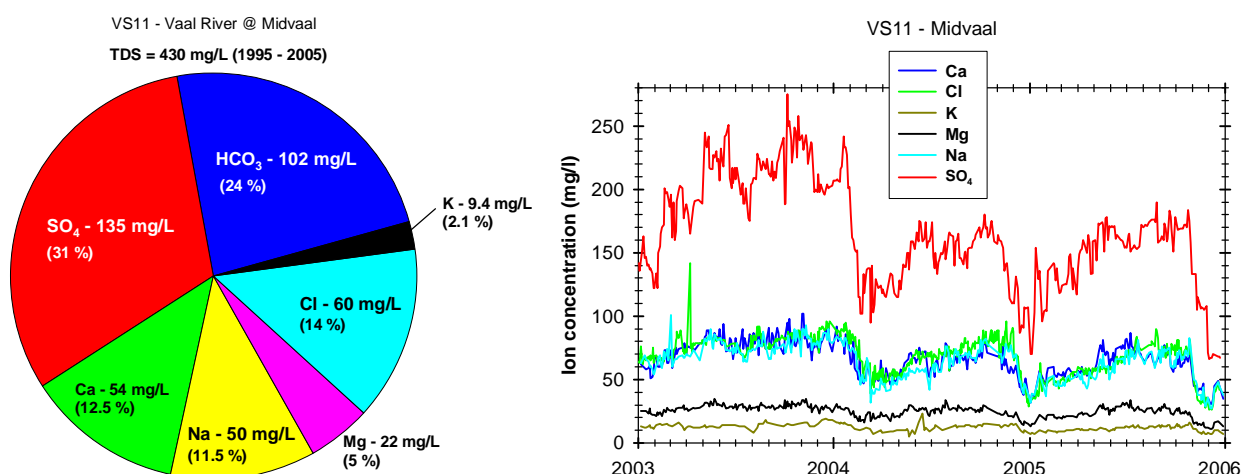 VS11 - Vaal River @ Midvaal
TDS = 430 mg/L (1995 - 2005)
HCO₃ - 102 mg/L
(24 %)
K - 9.4 mg/L
(2.1 %)
SO₄ - 135 mg/L
(31 %)
Cl - 60 mg/L
(14 %)
Ca - 54 mg/L
(12.5 %)
Na - 50 mg/L
(11.5 %)
Mg - 22 mg/L
(5 %)
VS11 - Midvaal
Ca
Cl
K
Mg
Na
SO₄
Ion concentration (mg/l)
250
200
150
100
50
0
2003
2004
2005
2006